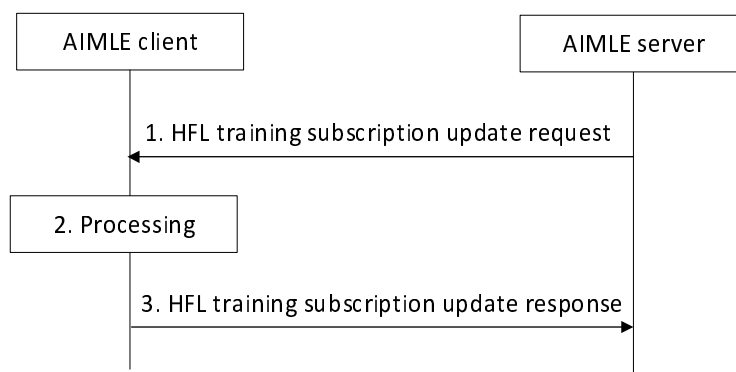 AIMLE client
AIMLE server
1. HFL training subscription update request
2. Processing
3. HFL training subscription update response